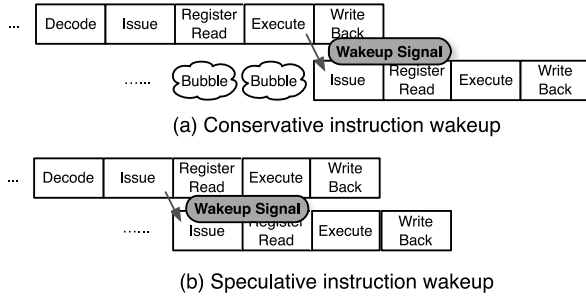 ... Decode Issue Register Read Execute Write Back
Wakeup Signal
...... Bubble Bubble Issue Register Read Execute Write Back
(a) Conservative instruction wakeup
... Decode Issue Register Read Execute Write Back
Wakeup Signal
...... Issue Register Read Execute Write Back
(b) Speculative instruction wakeup